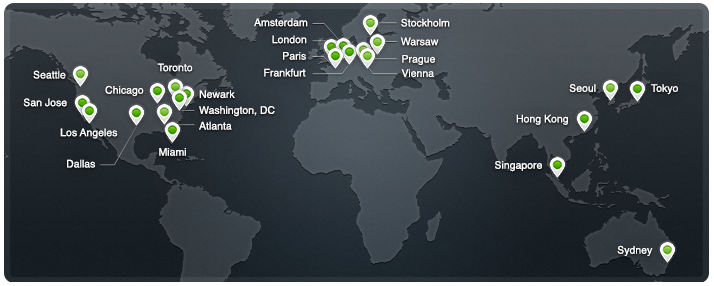 Amsterdam
Stockholm
London
Warsaw
Paris
Prague
Frankfurt
Vienna
Toronto
Seattle
Chicago
Newark
San Jose
Washington, DC
Los Angeles
Atlanta
Miami
Dallas
Seoul
Tokyo
Hong Kong
Singapore
Sydney